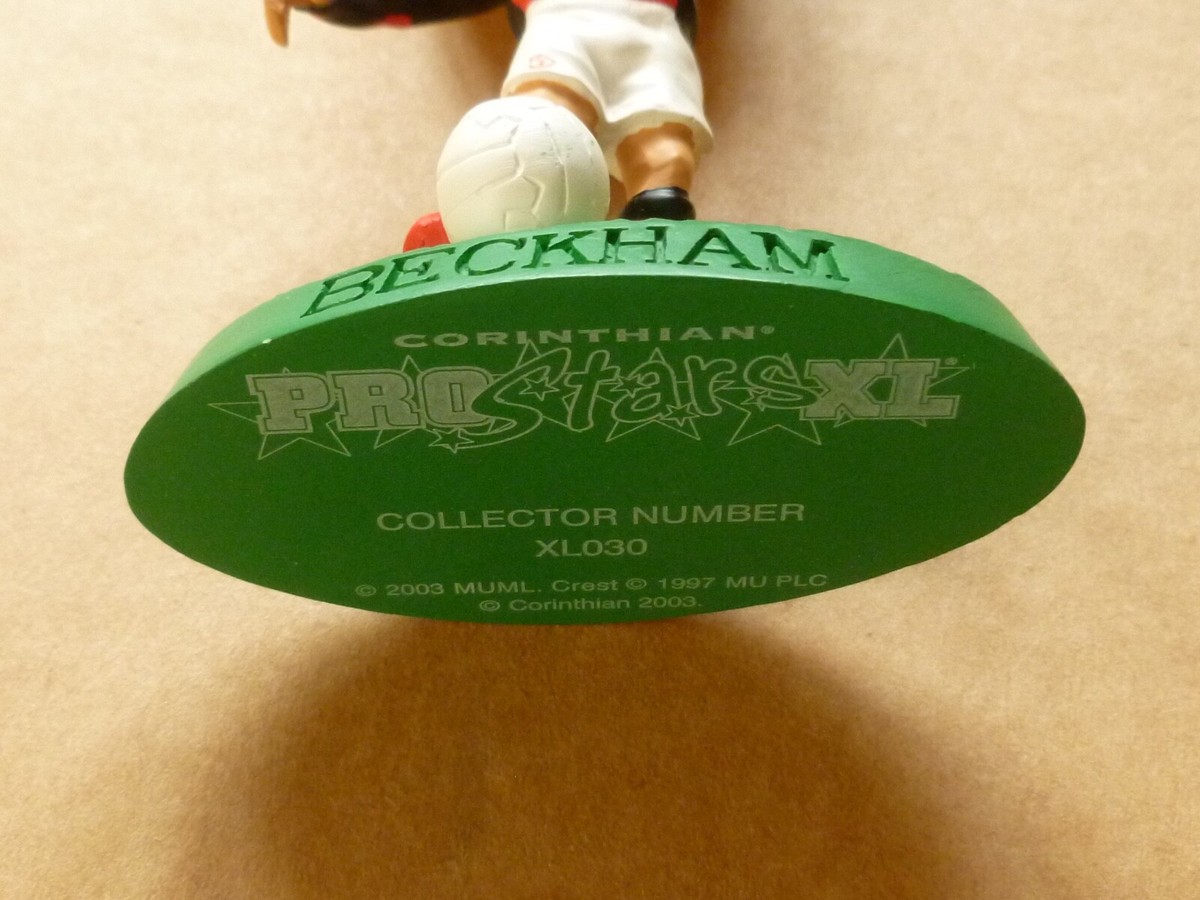 BECKHAM
CORINTHIAN®
PROStarsXL®
COLLECTOR NUMBER
XL030
© 2003 MUML. Crest © 1997 MU PLC
© Corinthian 2003.